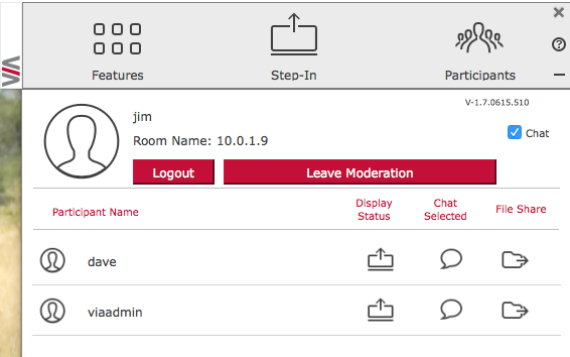 Features Step-In Participants
V-1.7.0615.510
jim
Chat
Room Name: 10.0.1.9
Logout Leave Moderation
Participant Name Display Status Chat Selected File Share
dave
viaadmin